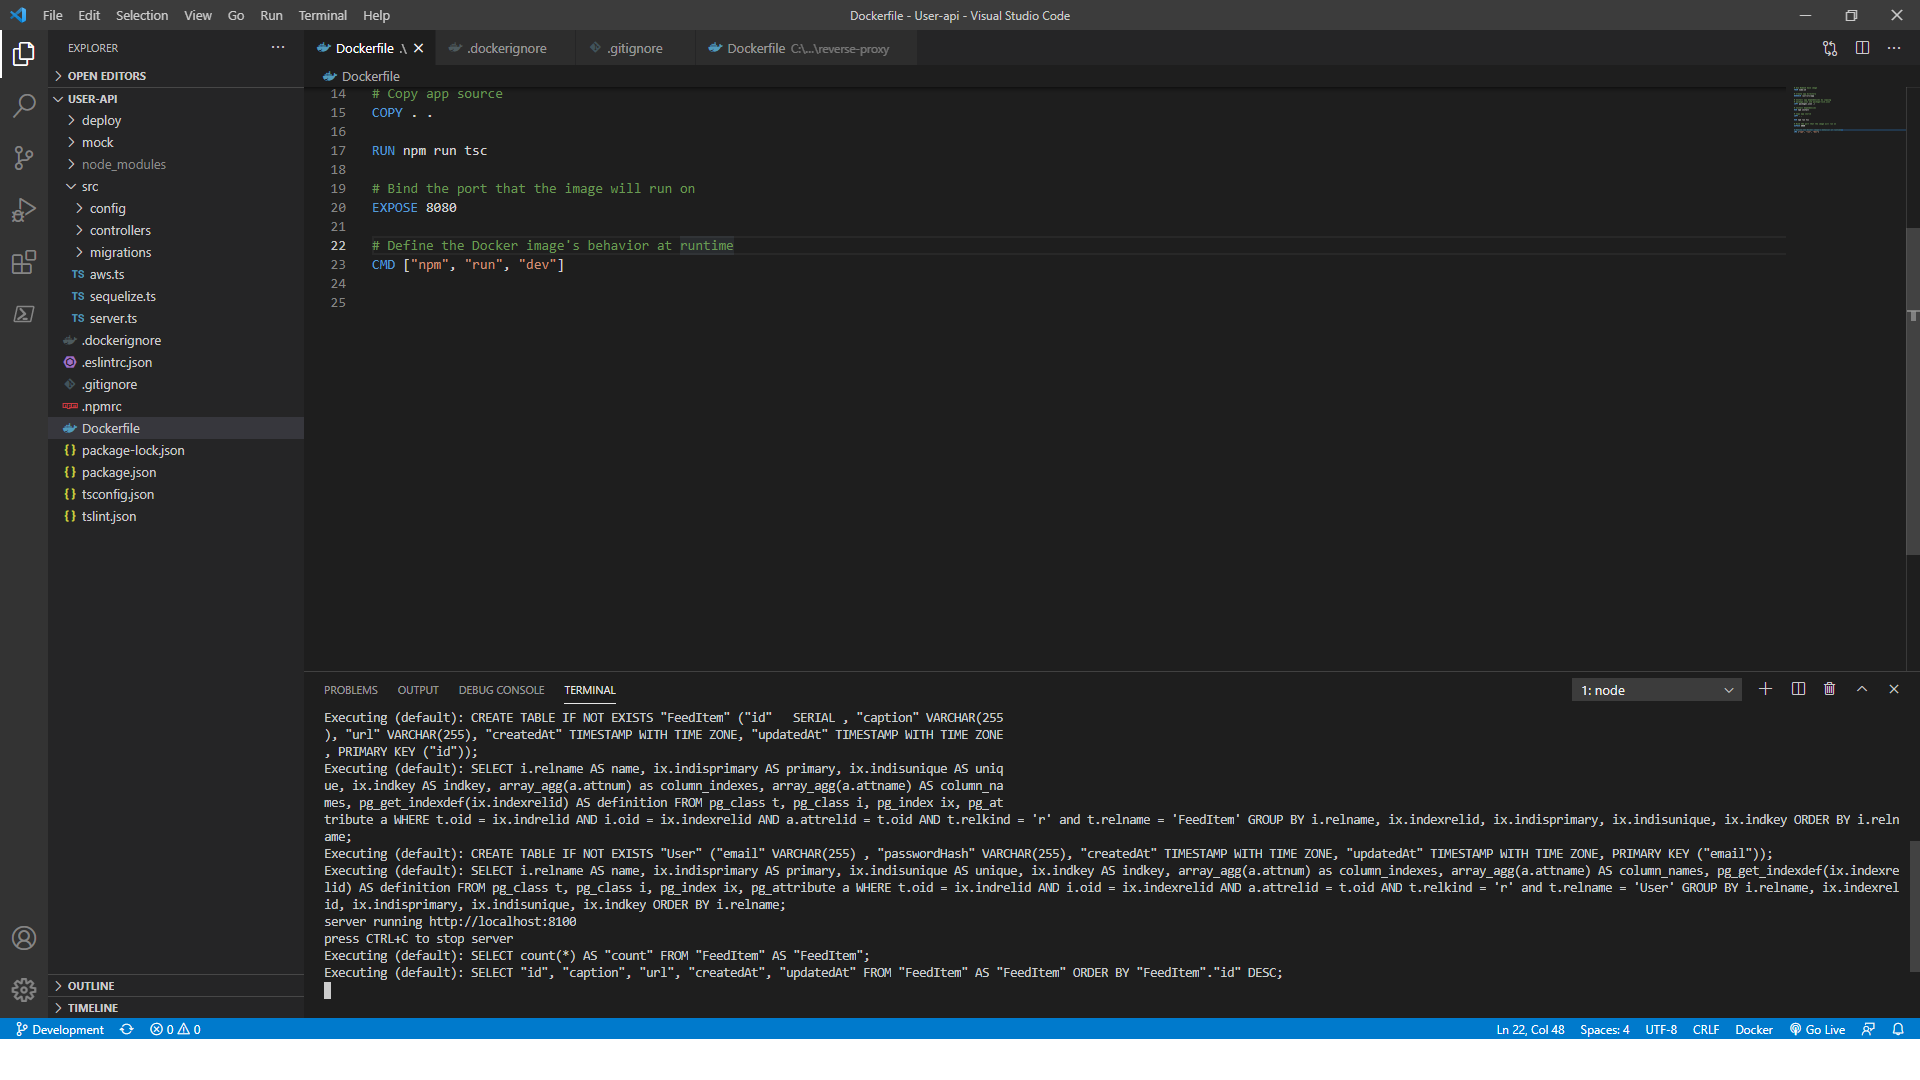 File Edit Selection View Go Run Terminal Help
Dockerfile - User-api - Visual Studio Code
EXPLORER
Dockerfile .\
.dockerignore
.gitignore
Dockerfile C:\...\reverse-proxy
OPEN EDITORS
USER-API
deploy
mock
node_modules
src
config
controllers
migrations
TS aws.ts
TS sequelize.ts
TS server.ts
.dockerignore
.eslintrc.json
.gitignore
.npmrc
Dockerfile
{} package-lock.json
{} package.json
{} tsconfig.json
{} tslint.json
OUTLINE
TIMELINE
Dockerfile
14 # Copy app source
15 COPY . .
16
17 RUN npm run tsc
18
19 # Bind the port that the image will run on
20 EXPOSE 8080
21
22 # Define the Docker image's behavior at runtime
23 CMD ["npm", "run", "dev"]
24
25
PROBLEMS OUTPUT DEBUG CONSOLE TERMINAL
1: node
Executing (default): CREATE TABLE IF NOT EXISTS "FeedItem" ("id"   SERIAL , "caption" VARCHAR(255
), "url" VARCHAR(255), "createdAt" TIMESTAMP WITH TIME ZONE, "updatedAt" TIMESTAMP WITH TIME ZONE
, PRIMARY KEY ("id"));
Executing (default): SELECT i.relname AS name, ix.indisprimary AS primary, ix.indisunique AS uniq
ue, ix.indkey AS indkey, array_agg(a.attnum) as column_indexes, array_agg(a.attname) AS column_na
mes, pg_get_indexdef(ix.indexrelid) AS definition FROM pg_class t, pg_class i, pg_index ix, pg_at
tribute a WHERE t.oid = ix.indrelid AND i.oid = ix.indexrelid AND a.attrelid = t.oid AND t.relkind = 'r' and t.relname = 'FeedItem' GROUP BY i.relname, ix.indexrelid, ix.indisprimary, ix.indisunique, ix.indkey ORDER BY i.reln
ame;
Executing (default): CREATE TABLE IF NOT EXISTS "User" ("email" VARCHAR(255) , "passwordHash" VARCHAR(255), "createdAt" TIMESTAMP WITH TIME ZONE, "updatedAt" TIMESTAMP WITH TIME ZONE, PRIMARY KEY ("email"));
Executing (default): SELECT i.relname AS name, ix.indisprimary AS primary, ix.indisunique AS unique, ix.indkey AS indkey, array_agg(a.attnum) as column_indexes, array_agg(a.attname) AS column_names, pg_get_indexdef(ix.indexre
lid) AS definition FROM pg_class t, pg_class i, pg_index ix, pg_attribute a WHERE t.oid = ix.indrelid AND i.oid = ix.indexrelid AND a.attrelid = t.oid AND t.relkind = 'r' and t.relname = 'User' GROUP BY i.relname, ix.indexrel
id, ix.indisprimary, ix.indisunique, ix.indkey ORDER BY i.relname;
server running http://localhost:8100
press CTRL+C to stop server
Executing (default): SELECT count(*) AS "count" FROM "FeedItem" AS "FeedItem";
Executing (default): SELECT "id", "caption", "url", "createdAt", "updatedAt" FROM "FeedItem" AS "FeedItem" ORDER BY "FeedItem"."id" DESC;
Development 0 0
Ln 22, Col 48 Spaces: 4 UTF-8 CRLF Docker Go Live